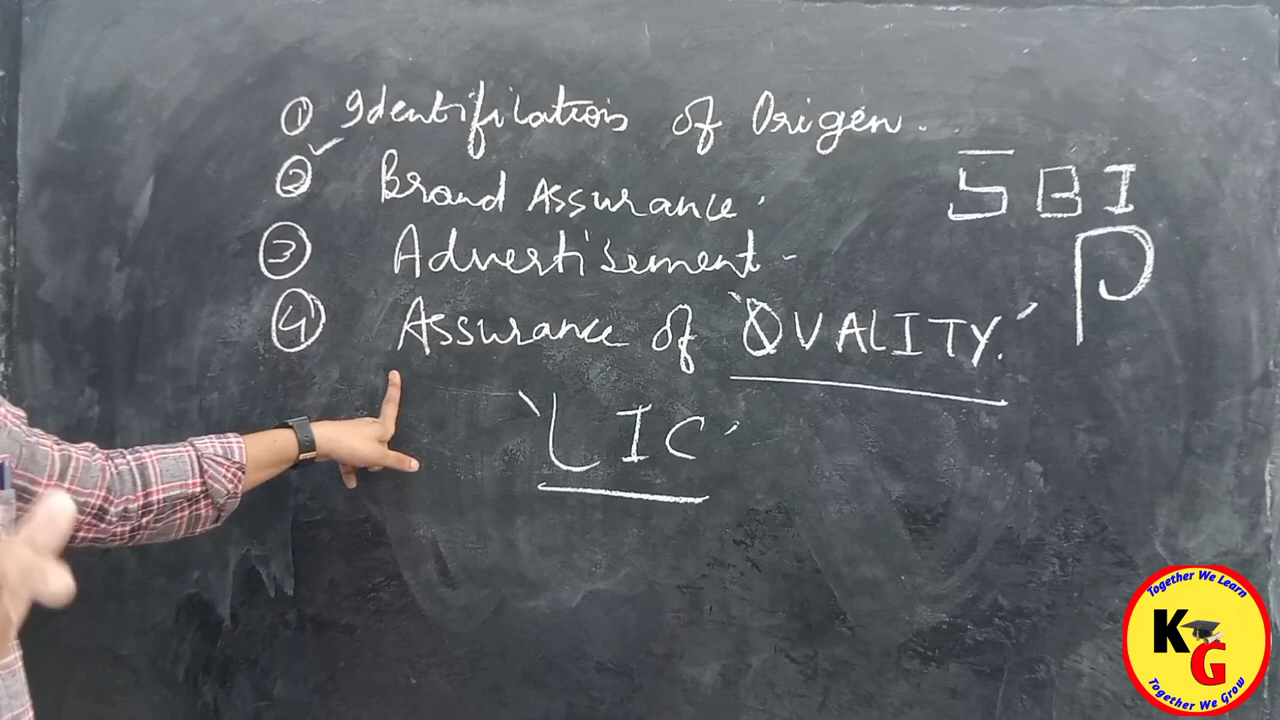 ① Identification of Origen.
② Brand Assurance.
SBI
③ Advertisement -
P
④ Assurance of 'QUALITY.'
'LIC'
Together We Learn
KG
Together We Grow